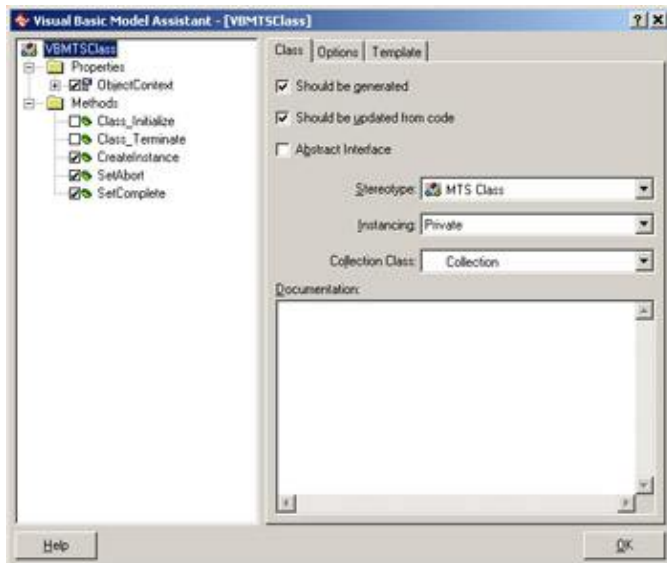 Visual Basic Model Assistant - [VBMTSClass]
VBMTSClass
Properties
ObjectContext
Methods
Class_Initialize
Class_Terminate
CreateInstance
SetAbort
SetComplete
Class
Options
Template
Should be generated
Should be updated from code
Abstract Interface
Stereotype: MTS Class
Instancing: Private
Collection Class: Collection
Documentation:
Help
OK